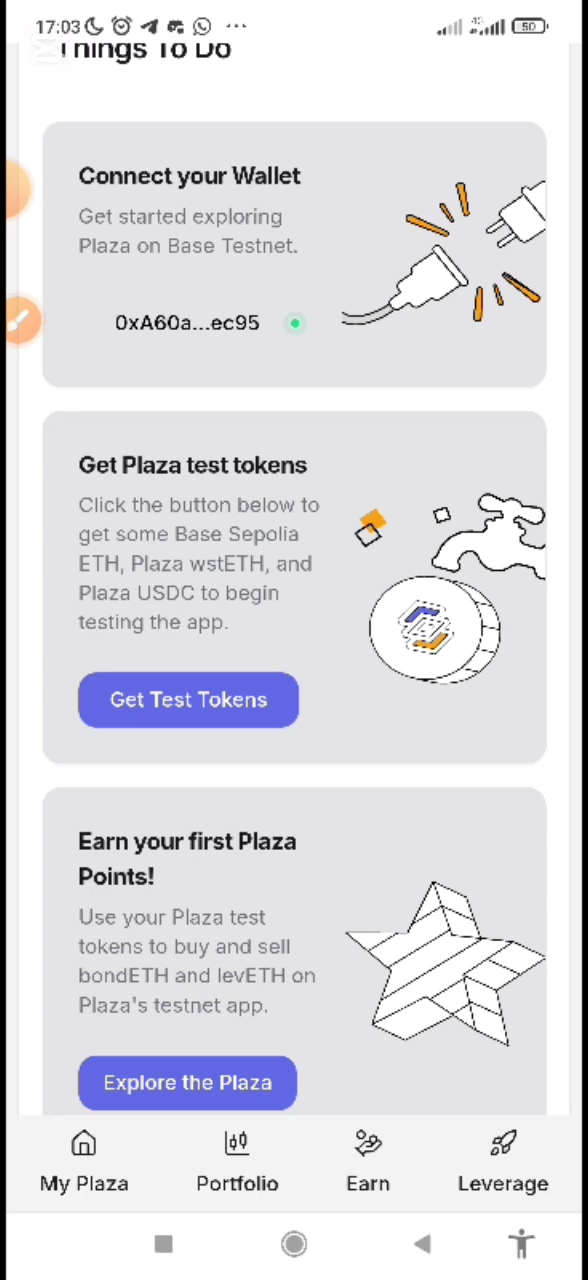 17:03
4G
50
Things To Do
Connect your Wallet
Get started exploring
Plaza on Base Testnet.
0xA60a...ec95
Get Plaza test tokens
Click the button below to
get some Base Sepolia
ETH, Plaza wstETH, and
Plaza USDC to begin
testing the app.
Get Test Tokens
Earn your first Plaza
Points!
Use your Plaza test
tokens to buy and sell
bondETH and levETH on
Plaza's testnet app.
Explore the Plaza
My Plaza
Portfolio
Earn
Leverage